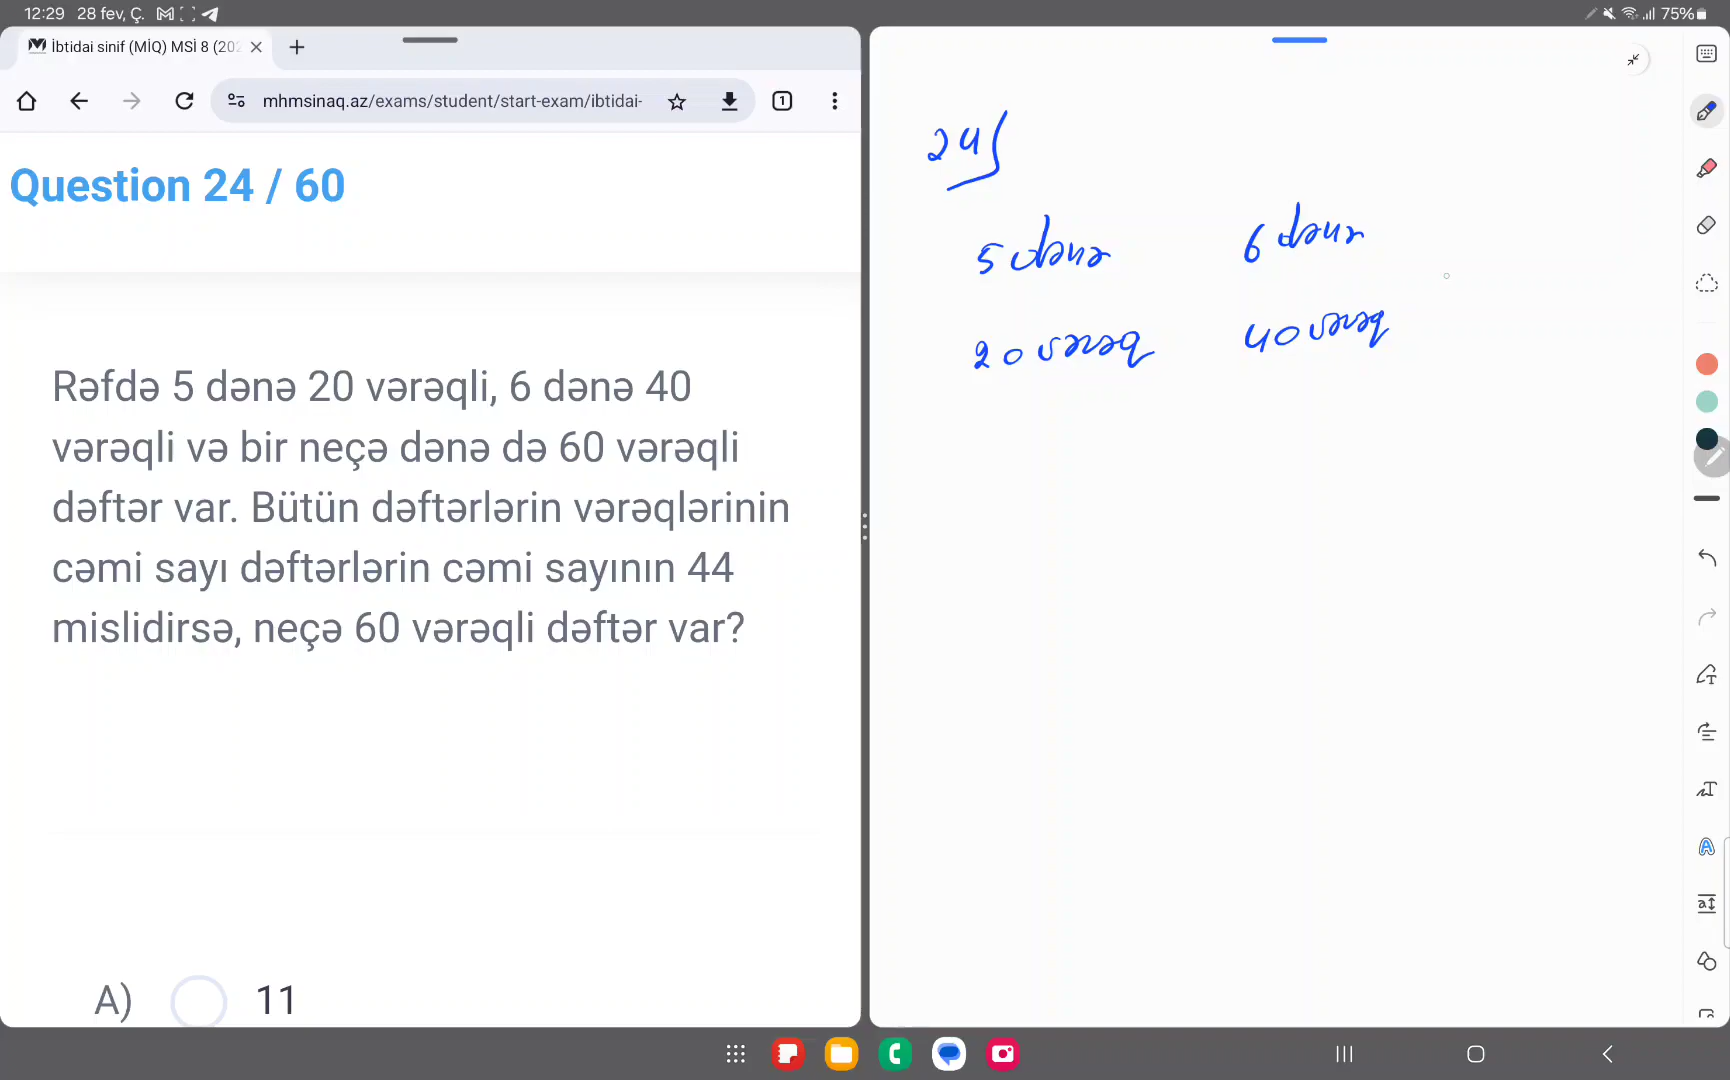 12:29 28 fev, Ç. 75%
İbtidai sinif (MİQ) MSİ 8 (202
mhmsinaq.az/exams/student/start-exam/ibtidai-
1
Question 24 / 60
Rəfdə 5 dənə 20 vərəqli, 6 dənə 40
vərəqli və bir neçə dənə də 60 vərəqli
dəftər var. Bütün dəftərlərin vərəqlərinin
cəmi sayı dəftərlərin cəmi sayının 44
mislidirsə, neçə 60 vərəqli dəftər var?
A) 11
24
5 dənə 6 dənə
20 vərəq 40 vərəq